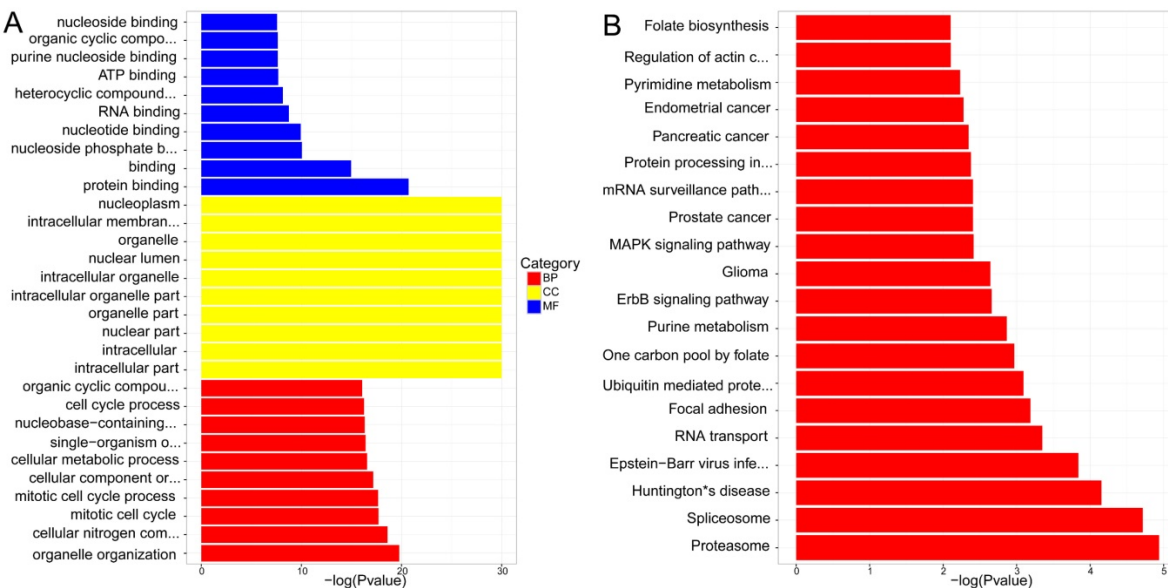 A
nucleoside binding
organic cyclic compo...
purine nucleoside binding
ATP binding
heterocyclic compound...
RNA binding
nucleotide binding
nucleoside phosphate b...
binding
protein binding
nucleoplasm
intracellular membran...
organelle
nuclear lumen
intracellular organelle
intracellular organelle part
organelle part
nuclear part
intracellular
intracellular part
organic cyclic compou...
cell cycle process
nucleobase-containing...
single-organism o...
cellular metabolic process
cellular component or...
mitotic cell cycle process
mitotic cell cycle
cellular nitrogen com...
organelle organization
0 10 20 30
−log(Pvalue)
Category
BP
CC
MF
B
Folate biosynthesis
Regulation of actin c...
Pyrimidine metabolism
Endometrial cancer
Pancreatic cancer
Protein processing in...
mRNA surveillance path...
Prostate cancer
MAPK signaling pathway
Glioma
ErbB signaling pathway
Purine metabolism
One carbon pool by folate
Ubiquitin mediated prote...
Focal adhesion
RNA transport
Epstein−Barr virus infe...
Huntington*s disease
Spliceosome
Proteasome
0 1 2 3 4 5
−log(Pvalue)